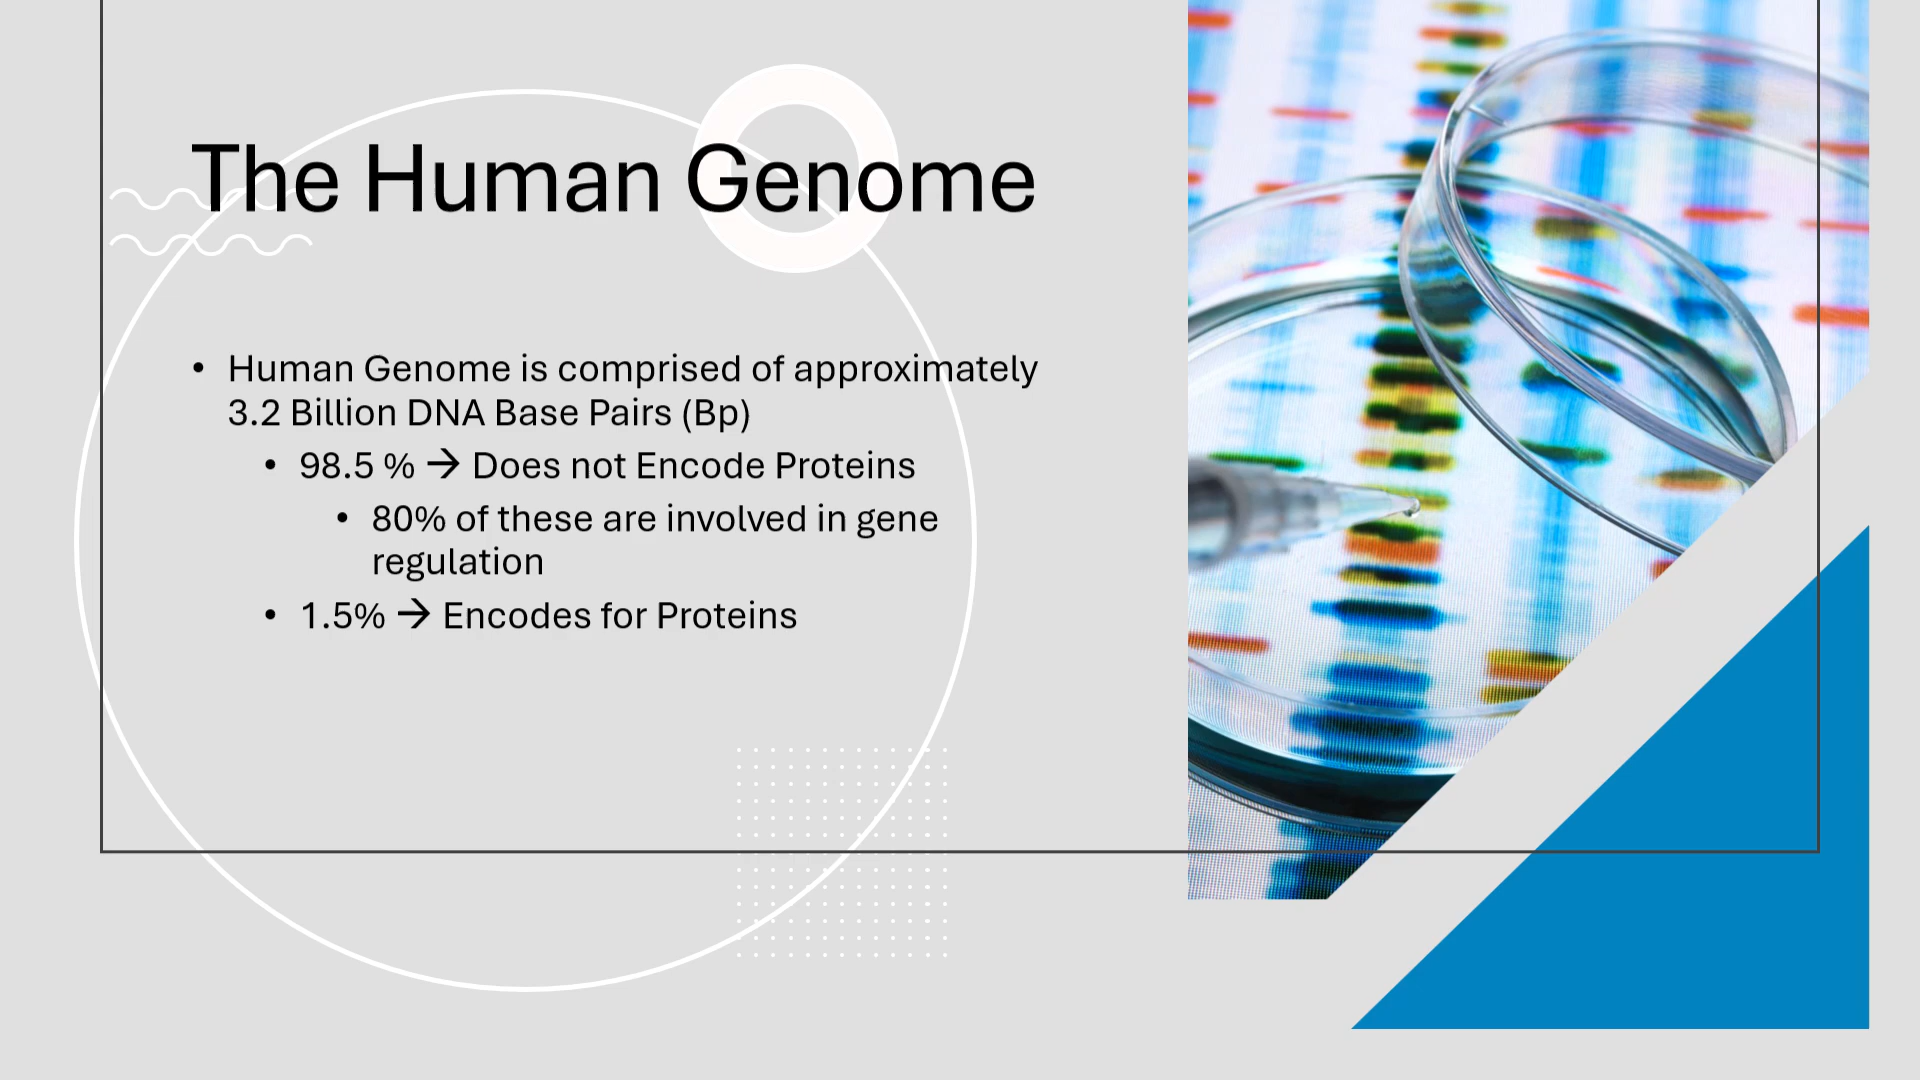 The Human Genome
• Human Genome is comprised of approximately
3.2 Billion DNA Base Pairs (Bp)
• 98.5 % → Does not Encode Proteins
• 80% of these are involved in gene
regulation
• 1.5% → Encodes for Proteins